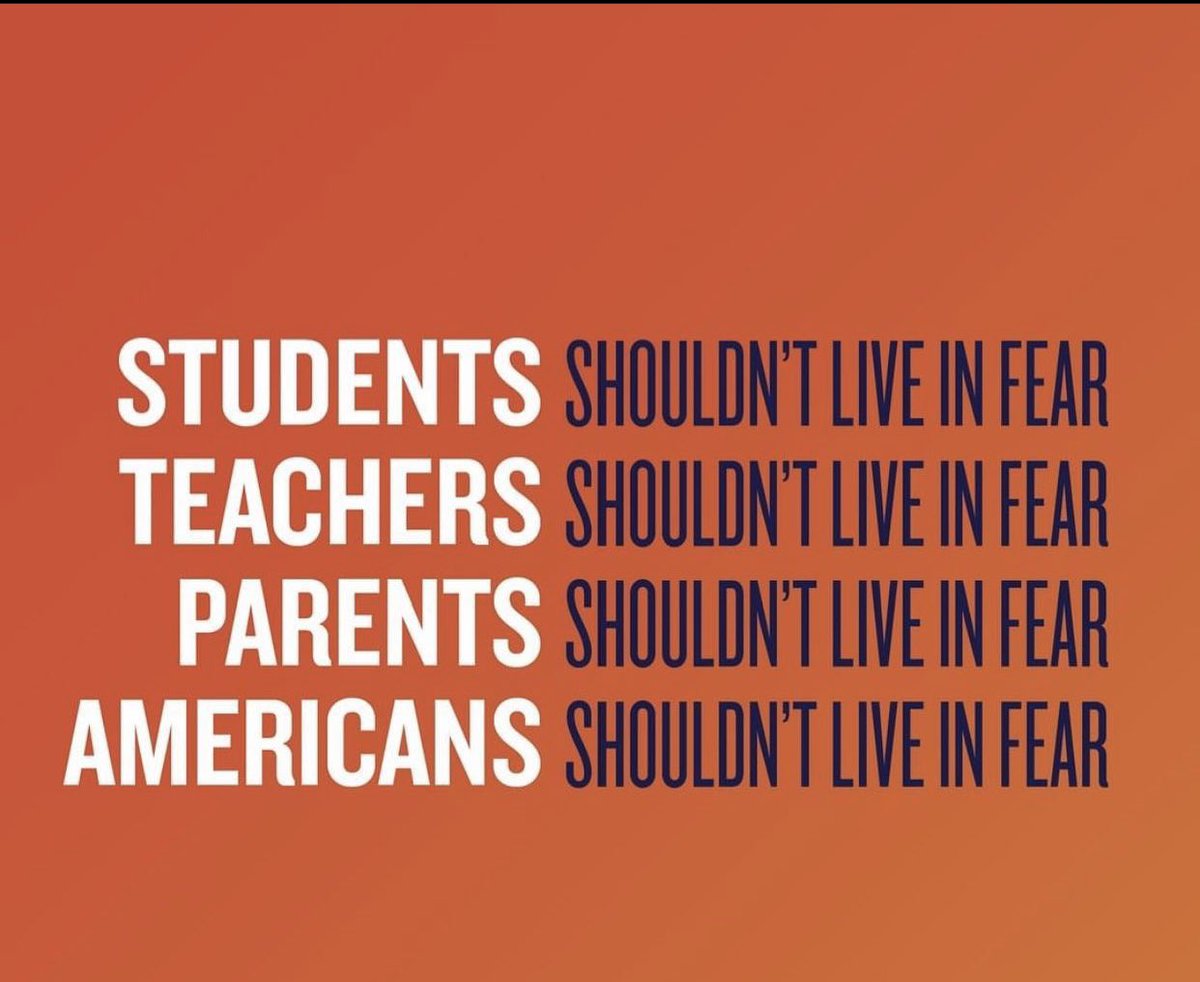 STUDENTS SHOULDN'T LIVE IN FEAR
TEACHERS SHOULDN'T LIVE IN FEAR
PARENTS SHOULDN'T LIVE IN FEAR
AMERICANS SHOULDN'T LIVE IN FEAR